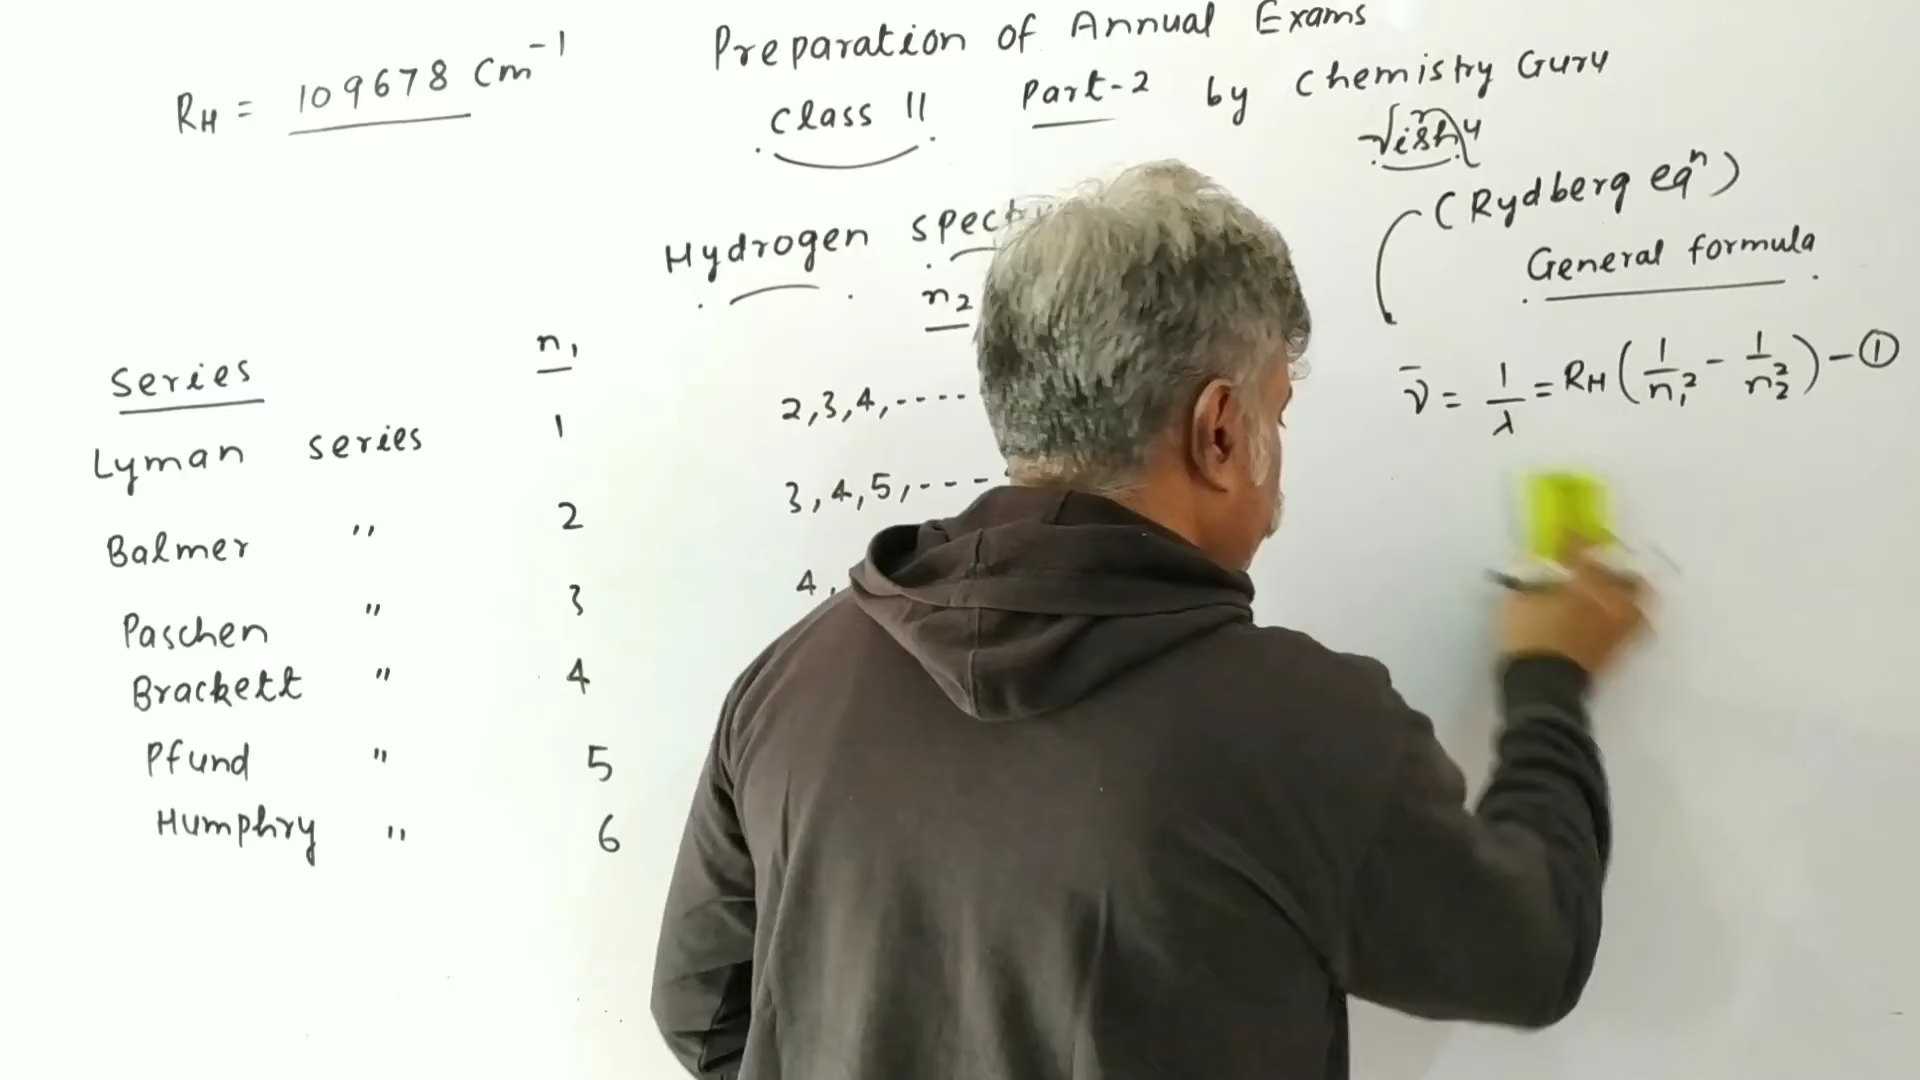 RH = 109678 Cm⁻¹
Preparation of Annual Exams
Class 11 Part-2 by Chemistry Guru
Hydrogen
(Rydberg eqⁿ)
General formula
Series n₁ n₂
ν̄ = 1/λ = RH (1/n₁² - 1/n₂²) - ①
Lyman series 1 2,3,4,----
Balmer " 2 3,4,5,----
Paschen " 3 4,
Brackett " 4
Pfund " 5
Humphry " 6